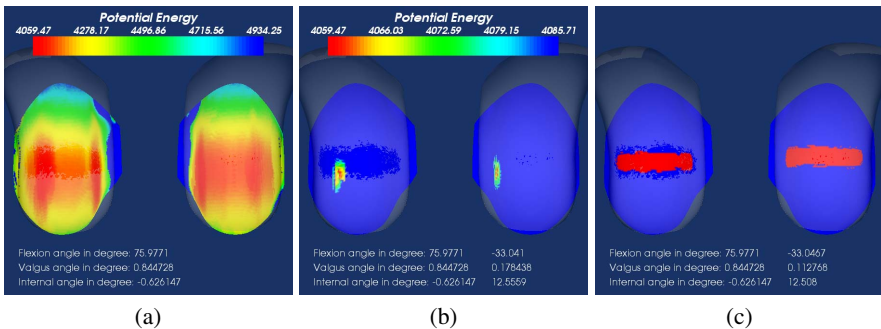 Potential Energy
4059.47 4278.17 4496.86 4715.56 4934.25
Flexion angle in degree: 75.9771
Valgus angle in degree: 0.844728
Internal angle in degree: -0.626147
(a)
Potential Energy
4059.47 4066.03 4072.59 4079.15 4085.71
Flexion angle in degree: 75.9771 -33.041
Valgus angle in degree: 0.844728 0.178438
Internal angle in degree: -0.626147 12.5559
(b)
Flexion angle in degree: 75.9771 -33.0467
Valgus angle in degree: 0.844728 0.112768
Internal angle in degree: -0.626147 12.508
(c)